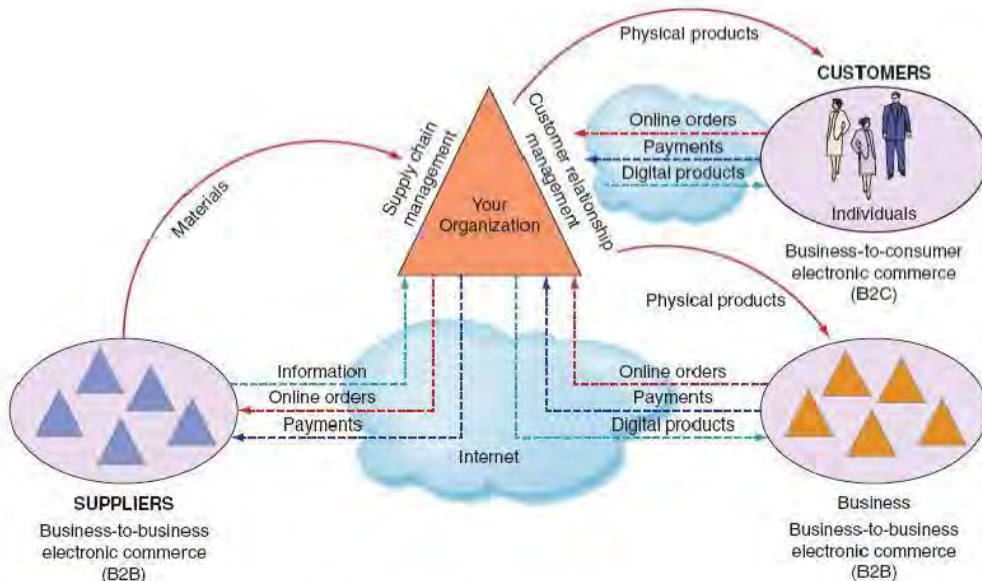 Physical products
CUSTOMERS
Online orders
Payments
Digital products
Individuals
Business-to-consumer
electronic commerce
(B2C)
Supply chain
management
Customer relationship
management
Your
Organization
Materials
Physical products
Information
Online orders
Payments
Internet
Online orders
Payments
Digital products
SUPPLIERS
Business-to-business
electronic commerce
(B2B)
Business
Business-to-business
electronic commerce
(B2B)